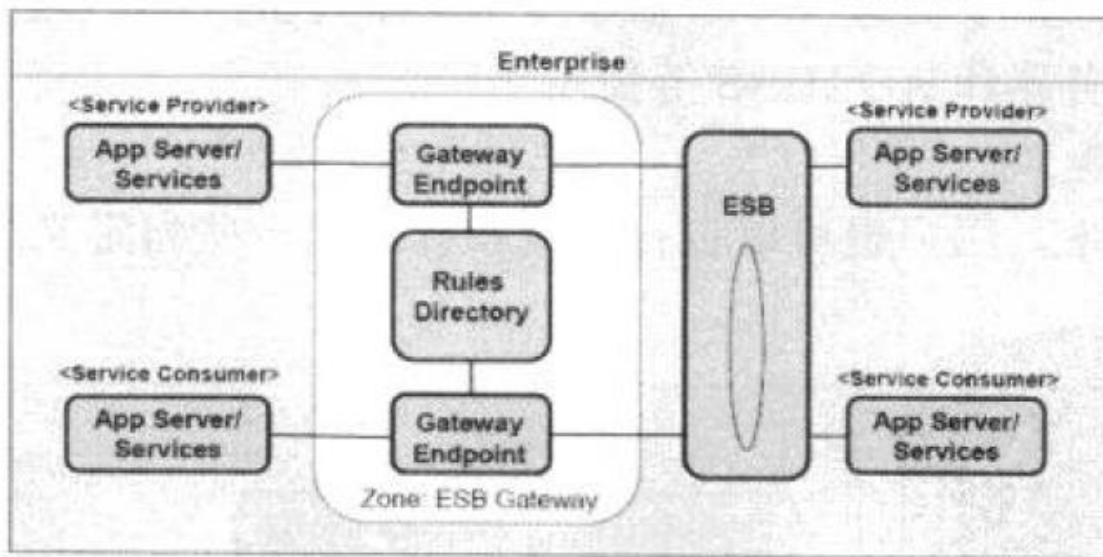 Enterprise
<Service Provider>
App Server/
Services
Gateway
Endpoint
ESB
<Service Provider>
App Server/
Services
Rules
Directory
<Service Consumer>
App Server/
Services
Gateway
Endpoint
<Service Consumer>
App Server/
Services
Zone: ESB Gateway